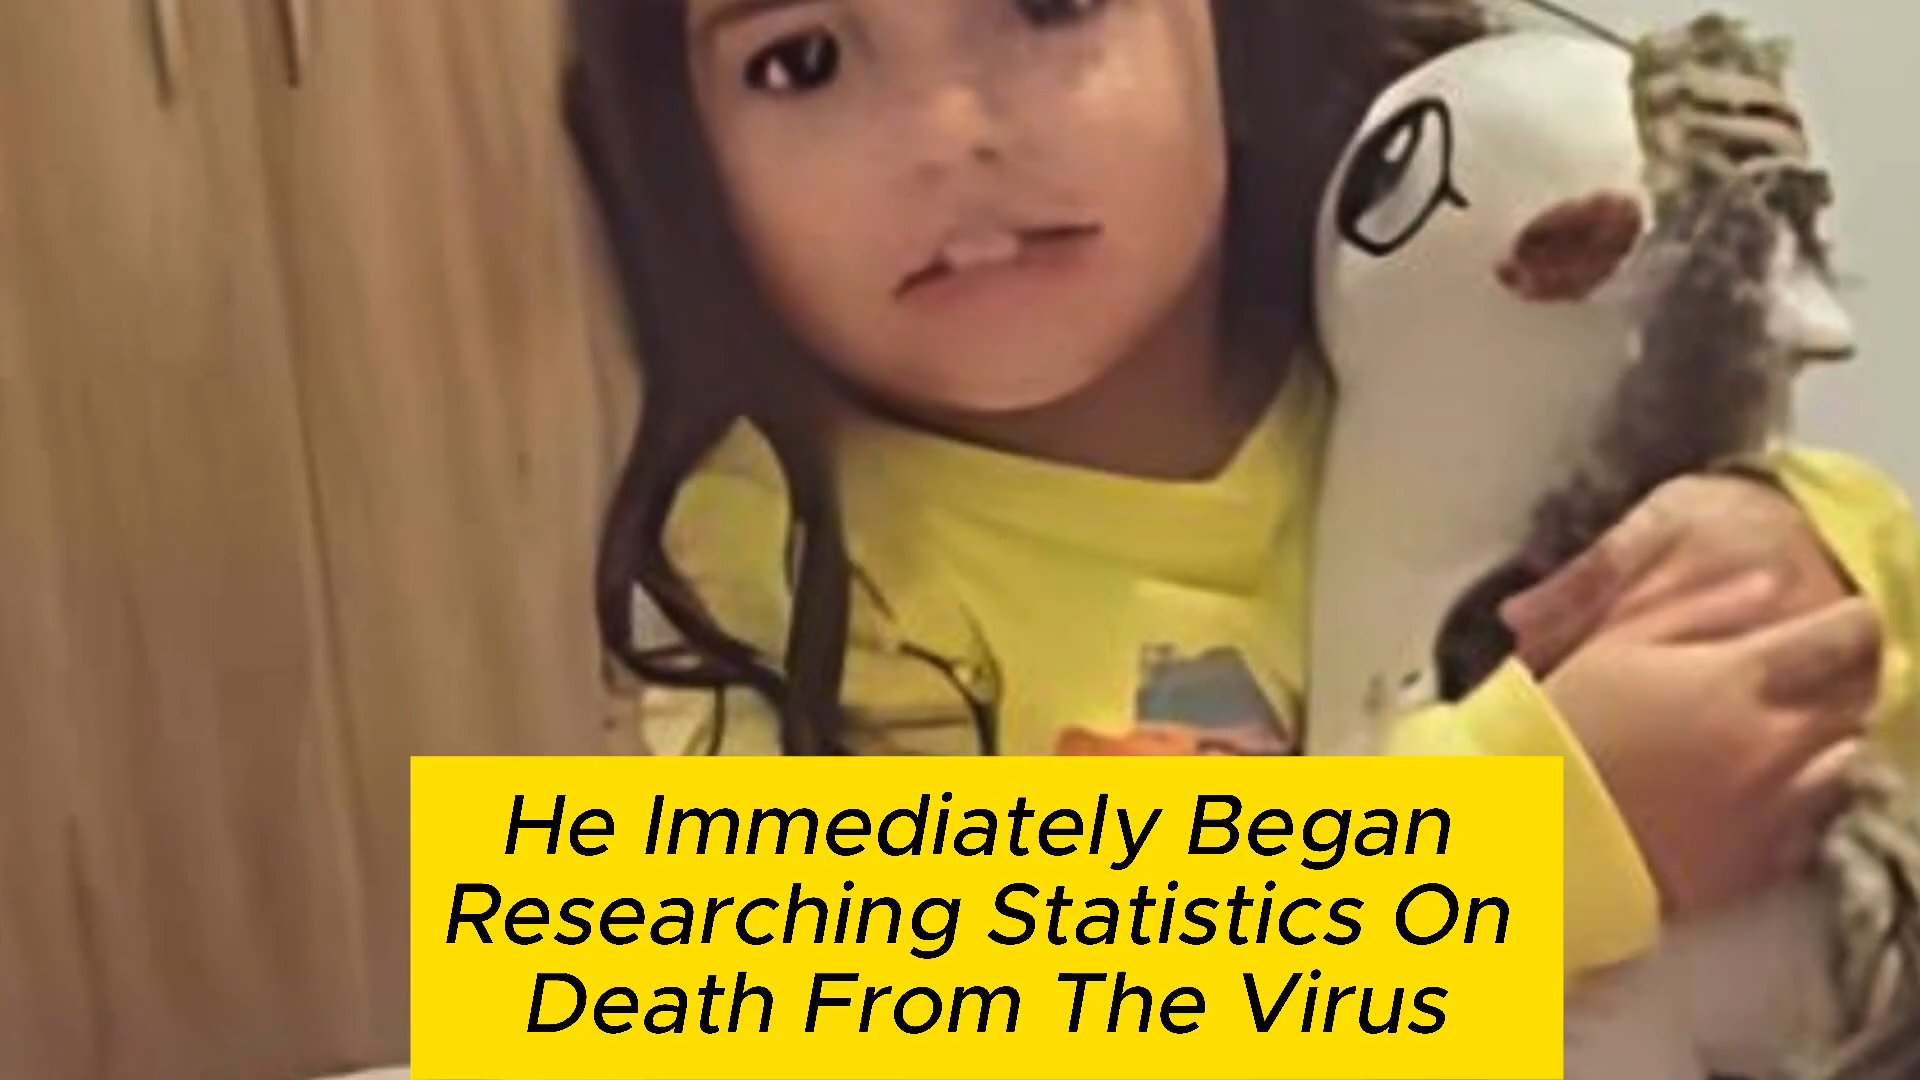 He Immediately Began
Researching Statistics On
Death From The Virus